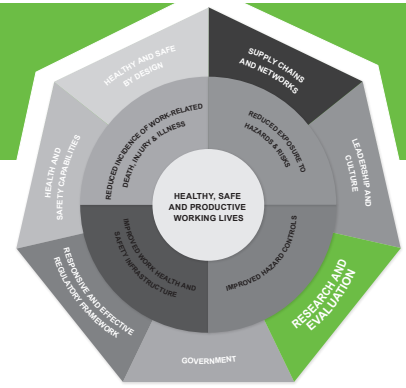 HEALTHY AND SAFE
BY DESIGN
SUPPLY CHAINS
AND NETWORKS
LEADERSHIP AND
CULTURE
RESEARCH AND
EVALUATION
GOVERNMENT
RESPONSIVE AND EFFECTIVE
REGULATORY FRAMEWORK
HEALTH AND
SAFETY CAPABILITIES
REDUCED INCIDENCE OF WORK-RELATED
DEATH, INJURY & ILLNESS
REDUCED EXPOSURE TO
HAZARDS & RISKS
IMPROVED HAZARD CONTROLS
IMPROVED WORK HEALTH AND
SAFETY INFRASTRUCTURE
HEALTHY, SAFE
AND PRODUCTIVE
WORKING LIVES